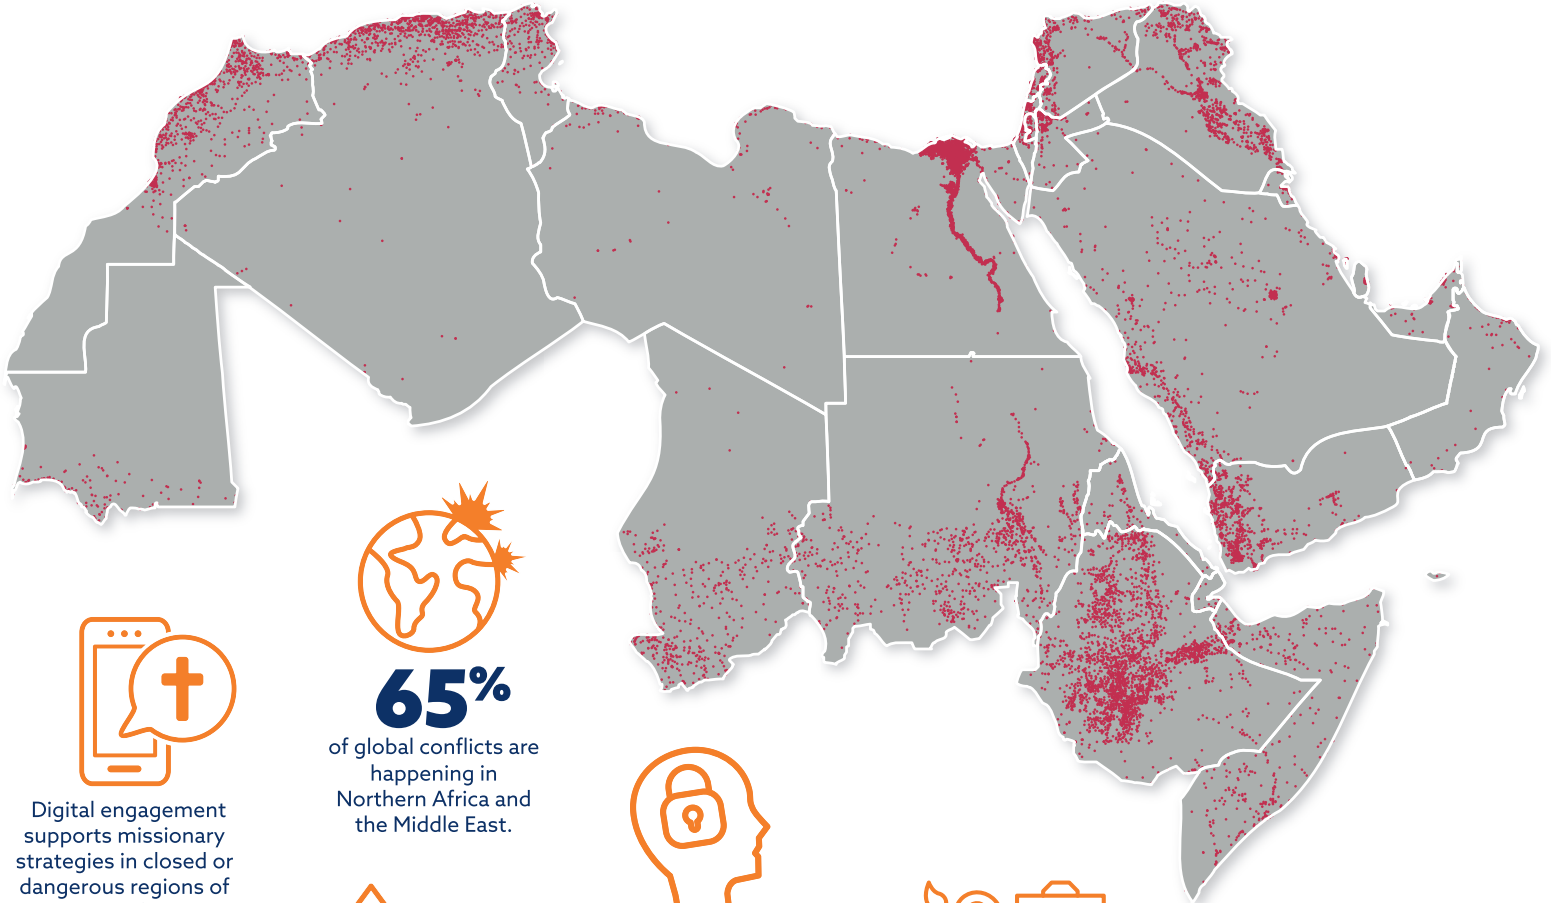 65%
of global conflicts are
happening in
Northern Africa and
the Middle East.
Digital engagement
supports missionary
strategies in closed or
dangerous regions of